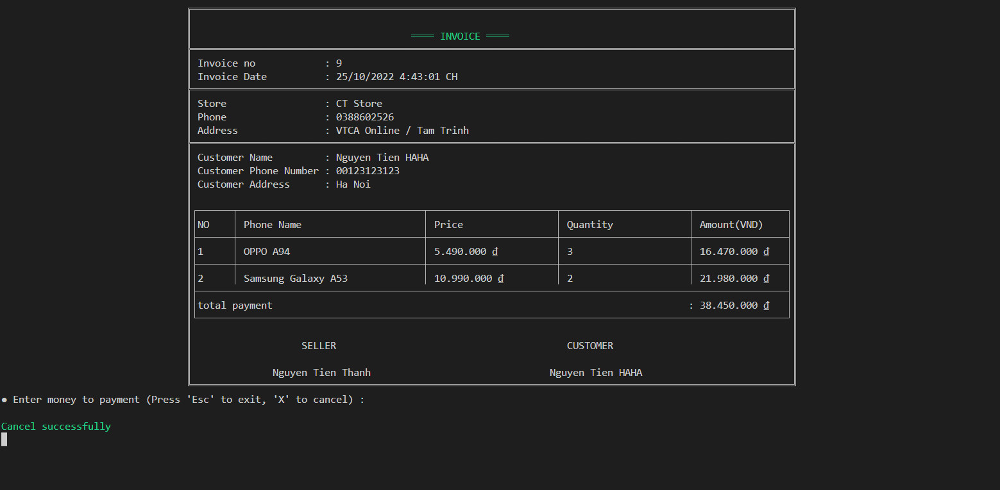 ════ INVOICE ════
Invoice no : 9
Invoice Date : 25/10/2022 4:43:01 CH
Store : CT Store
Phone : 0388602526
Address : VTCA Online / Tam Trinh
Customer Name : Nguyen Tien HAHA
Customer Phone Number : 00123123123
Customer Address : Ha Noi
NO Phone Name Price Quantity Amount(VND)
1 OPPO A94 5.490.000 ₫ 3 16.470.000 ₫
2 Samsung Galaxy A53 10.990.000 ₫ 2 21.980.000 ₫
total payment : 38.450.000 ₫
SELLER CUSTOMER
Nguyen Tien Thanh Nguyen Tien HAHA
● Enter money to payment (Press 'Esc' to exit, 'X' to cancel) :
Cancel successfully